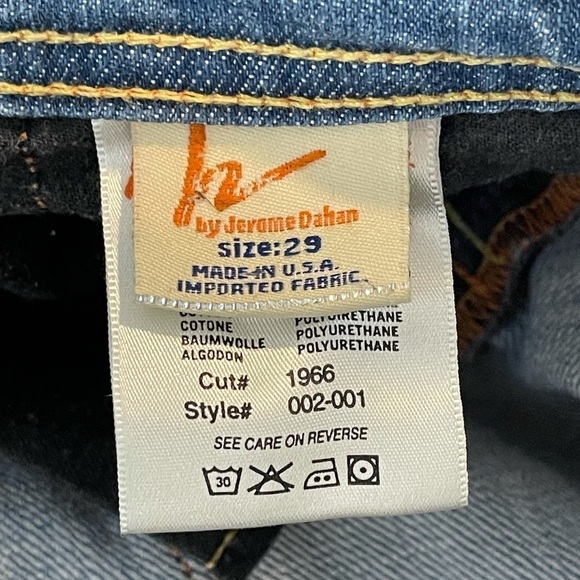 by Jerome Dahan
size:29
MADE IN U.S.A.
IMPORTED FABRIC
POLYURETHANE
COTONE POLYURETHANE
BAUMWOLLE POLYURETHANE
ALGODON
Cut# 1966
Style# 002-001
SEE CARE ON REVERSE
30